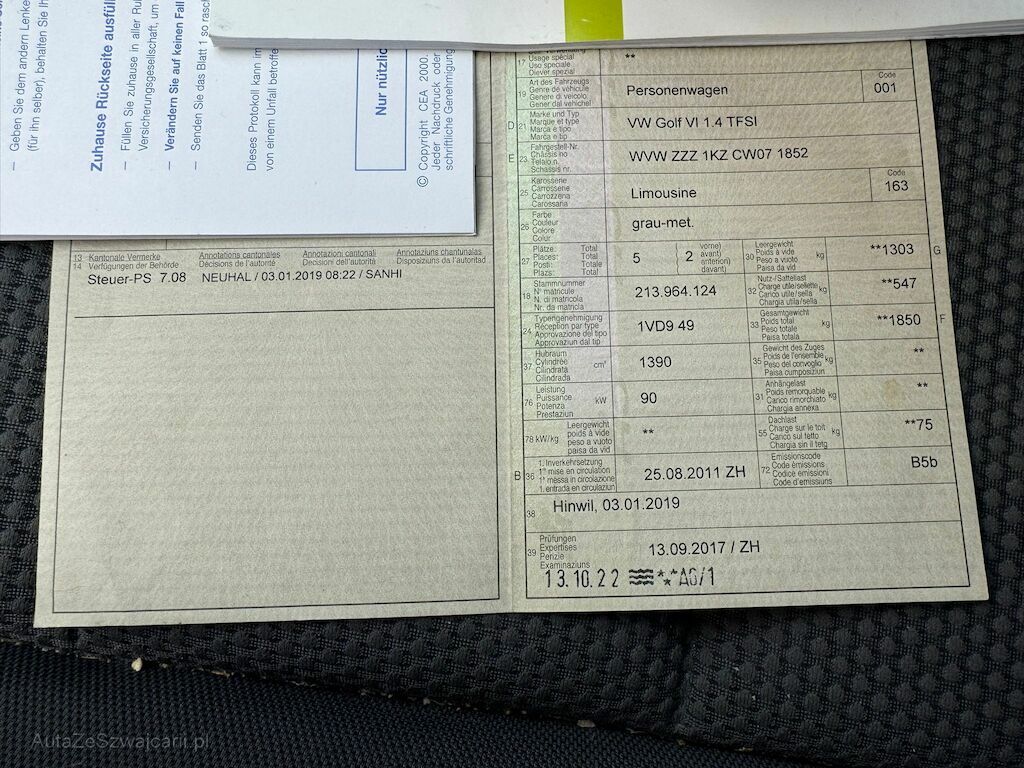 Geben Sie dem andern Lenke
(für ihn selber), behalten Sie Ih
Zuhause Rückseite ausfül
– Füllen Sie zuhause in aller Ru
Versicherungsgesellschaft, um
– Verändern Sie auf keinen Fall
– Senden Sie das Blatt 1 so rasch
Dieses Protokoll kann im
von einem Unfall betroffe
Nur nützlic
© Copyright CEA 2000.
Jeder Nachdruck oder
schriftliche Genehmigung
13 Kantonale Vermerke Annotations cantonales Annotazioni cantonali Annotaziuns chantunalas
14 Verfügungen der Behörde Décisions de l'autorité Decisioni dell'autorità Disposiziuns da l'autoritad
Steuer-PS 7.08 NEUHAL / 03.01.2019 08:22 / SANHI
17 Usage spécial **
Uso speciale
Diever spezial
19 Art des Fahrzeugs Personenwagen Code 001
Genre de véhicule
Genere di veicolo
Gener dal vehichel
D 21 Marke und Typ VW Golf VI 1.4 TFSI
Marque et type
Marca e tipo
Marca e tip
E 23 Fahrgestell-Nr. WVW ZZZ 1KZ CW07 1852
Châssis no
Telaio n.
Schassis nr.
25 Karosserie Limousine Code 163
Carrosserie
Carrozzeria
Carossaria
26 Farbe grau-met.
Couleur
Colore
Colur
27 Plätze: Total 5 2 vorne) 30 Leergewicht kg **1303 G
Places: Total avant) Poids à vide
Posti: Totale anteriori) Peso a vuoto
Plazs: Total davant) Paisa da vid
18 Stammnummer 213.964.124 32 Nutz-/Sattellast kg **547
N° matricule Charge utile/sellette
N. di matricola Carico utile/sella
Nr. da matricla Chargia utila/sella
24 Typengenehmigung 1VD9 49 33 Gesamtgewicht kg **1850 F
Réception par type Poids total
Approvazione del tipo Peso totale
Approvaziun dal tip Paisa totala
37 Hubraum cm³ 1390 35 Gewicht des Zuges kg **
Cylindrée Poids de l'ensemble
Cilindrata Peso del convoglio
Cilindrada Paisa cumposiziun
76 Leistung kW 90 31 Anhängelast kg **
Puissance Poids remorquable
Potenza Carico rimorchiato
Prestaziun Chargia annexa
78 kW/kg Leergewicht ** 55 Dachlast kg **75
poids à vide Charge sur le toit
peso a vuoto Carico sul tetto
paisa da vid Chargia sin il tetg
B 36 1. Inverkehrsetzung 25.08.2011 ZH 72 Emissionscode B5b
1re mise en circulation Code émissions
1a messa in circolazione Codice emissioni
1. entrada en circulaziun Code d'emissiuns
38 Hinwil, 03.01.2019
39 Prüfungen 13.09.2017 / ZH
Expertises
Perizie
Examinaziuns
13.10.22 **AG/1
AutaZeSzwajcarii.pl